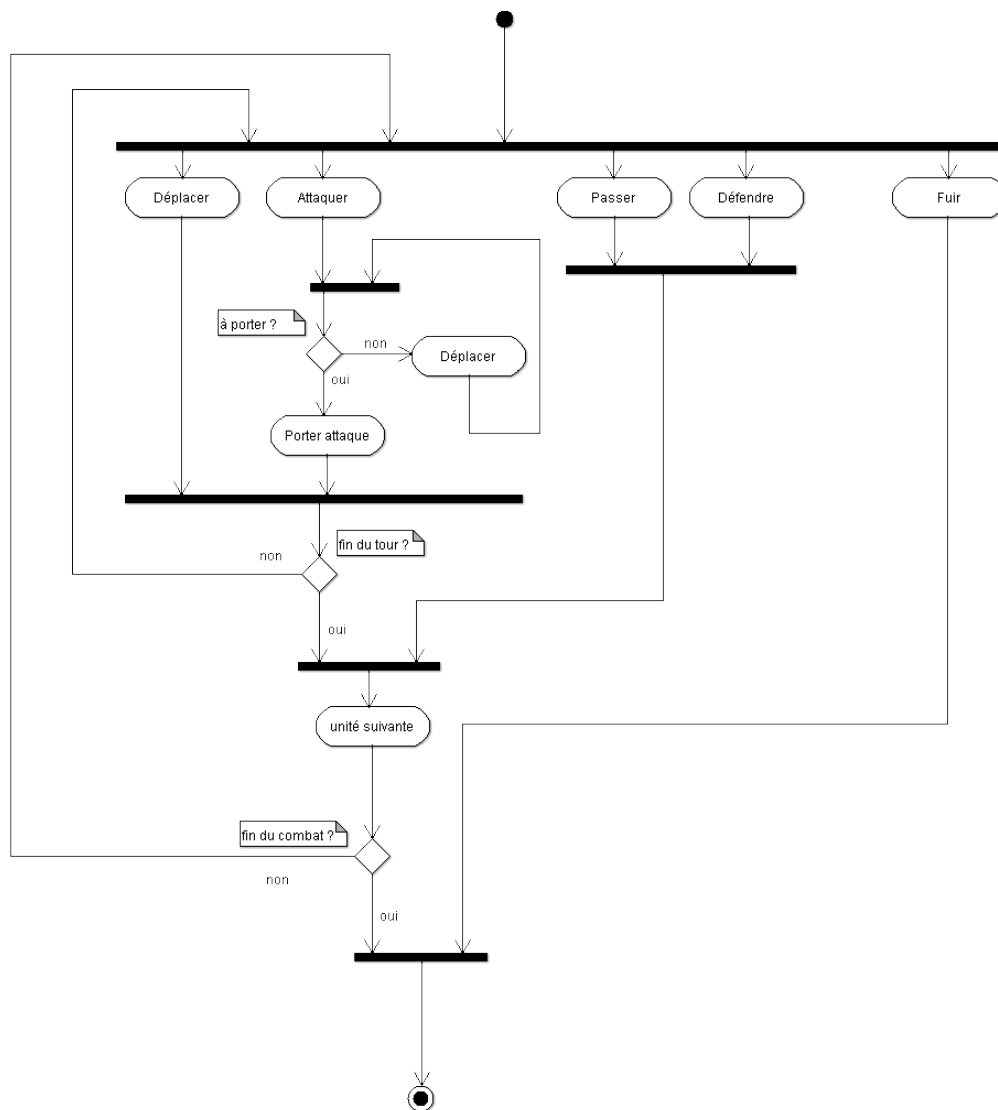 Déplacer
Attaquer
Passer
Défendre
Fuir
à porter ?
non
Déplacer
oui
Porter attaque
fin du tour ?
non
oui
unité suivante
fin du combat ?
non
oui